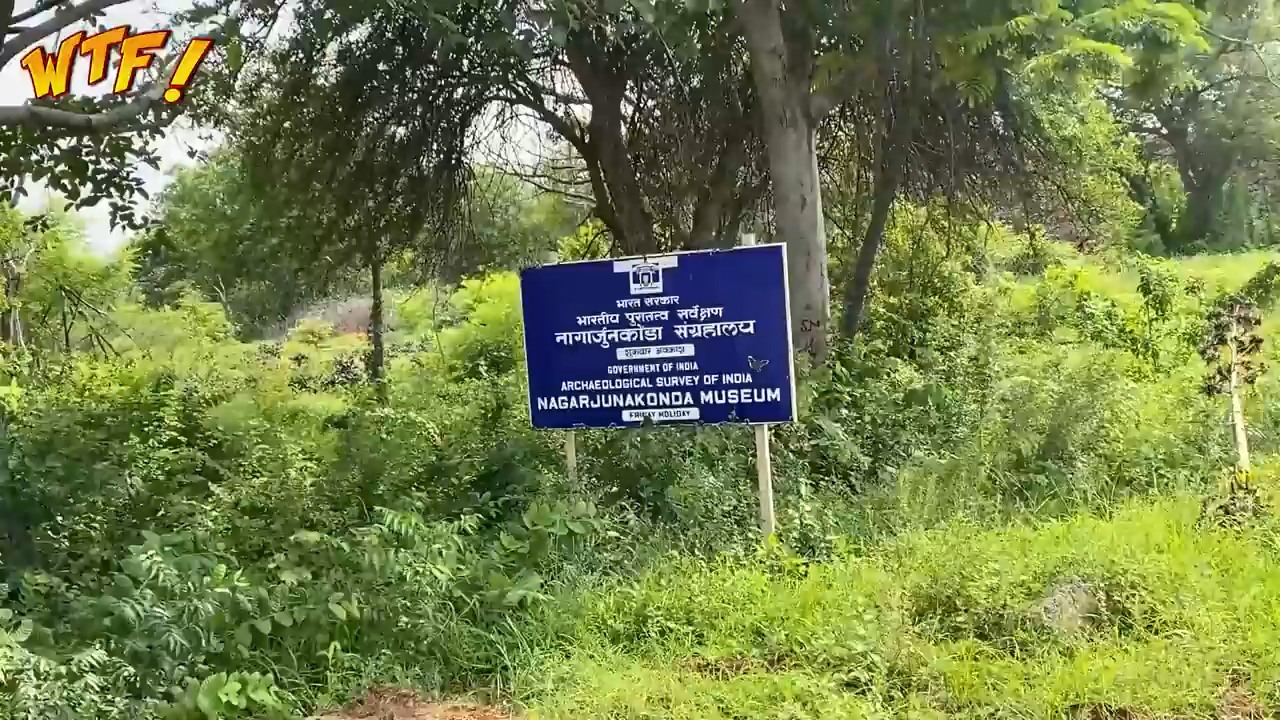 WTF!
भारत सरकार
भारतीय पुरातत्व सर्वेक्षण
नागार्जुनकोंडा संग्रहालय
शुक्रवार अवकाश
GOVERNMENT OF INDIA
ARCHAEOLOGICAL SURVEY OF INDIA
NAGARJUNAKONDA MUSEUM
FRIDAY HOLIDAY